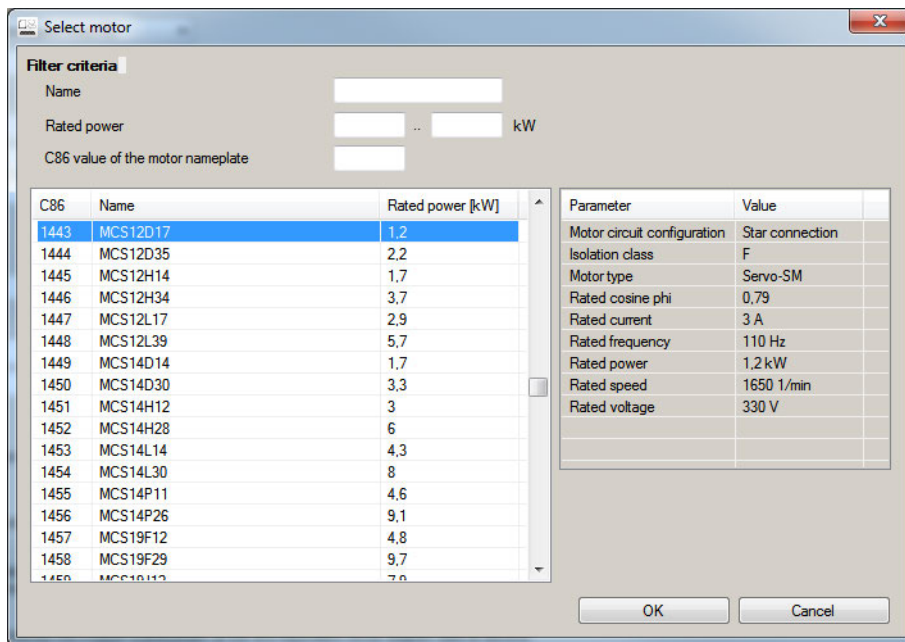 Select motor
Filter criteria
Name
Rated power .. kW
C86 value of the motor nameplate
C86 Name Rated power [kW]
1443 MCS12D17 1,2
1444 MCS12D35 2,2
1445 MCS12H14 1,7
1446 MCS12H34 3,7
1447 MCS12L17 2,9
1448 MCS12L39 5,7
1449 MCS14D14 1,7
1450 MCS14D30 3,3
1451 MCS14H12 3
1452 MCS14H28 6
1453 MCS14L14 4,3
1454 MCS14L30 8
1455 MCS14P11 4,6
1456 MCS14P26 9,1
1457 MCS19F12 4,8
1458 MCS19F29 9,7
Parameter Value
Motor circuit configuration Star connection
Isolation class F
Motor type Servo-SM
Rated cosine phi 0,79
Rated current 3 A
Rated frequency 110 Hz
Rated power 1,2 kW
Rated speed 1650 1/min
Rated voltage 330 V
OK Cancel